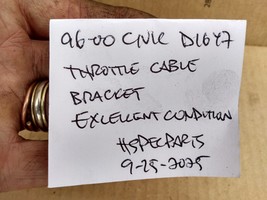 96-00 CIVIC D16Y7
THROTTLE CABLE
BRACKET
EXCELLENT CONDITION
HSPECPARTS
9-25-2025